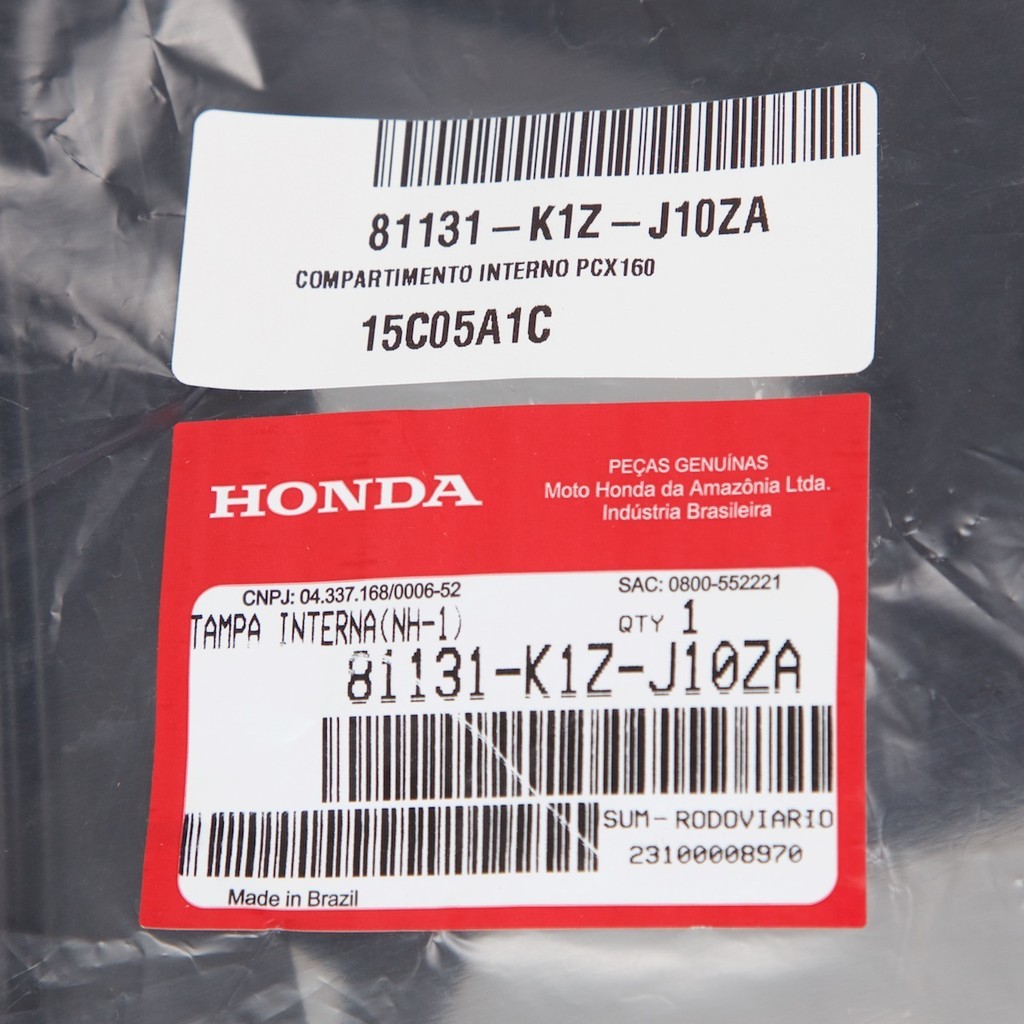 81131-K1Z-J10ZA
COMPARTIMENTO INTERNO PCX160
15C05A1C
HONDA
PEÇAS GENUÍNAS
Moto Honda da Amazônia Ltda.
Indústria Brasileira
CNPJ: 04.337.168/0006-52 SAC: 0800-552221
TAMPA INTERNA(NH-1) QTY 1
81131-K1Z-J10ZA
SUM-RODOVIARIO
23100008970
Made in Brazil